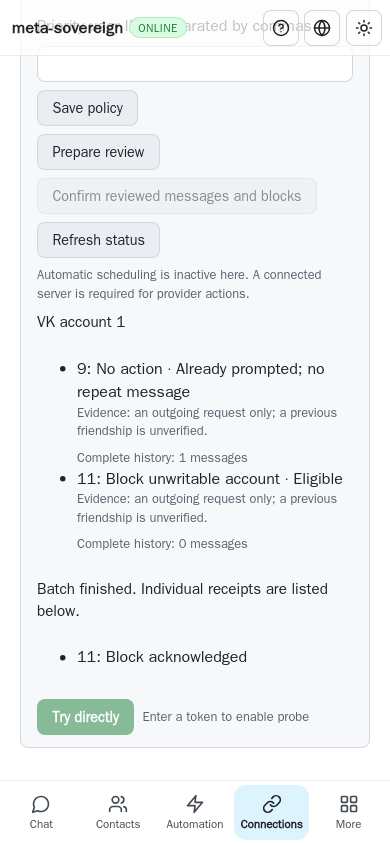 meta-sovereign ONLINE
Save policy
Prepare review
Confirm reviewed messages and blocks
Refresh status
Automatic scheduling is inactive here. A connected
server is required for provider actions.
VK account 1
• 9: No action · Already prompted; no
repeat message
Evidence: an outgoing request only; a previous
friendship is unverified.
Complete history: 1 messages
• 11: Block unwritable account · Eligible
Evidence: an outgoing request only; a previous
friendship is unverified.
Complete history: 0 messages
Batch finished. Individual receipts are listed
below.
• 11: Block acknowledged
Try directly Enter a token to enable probe
Chat Contacts Automation Connections More